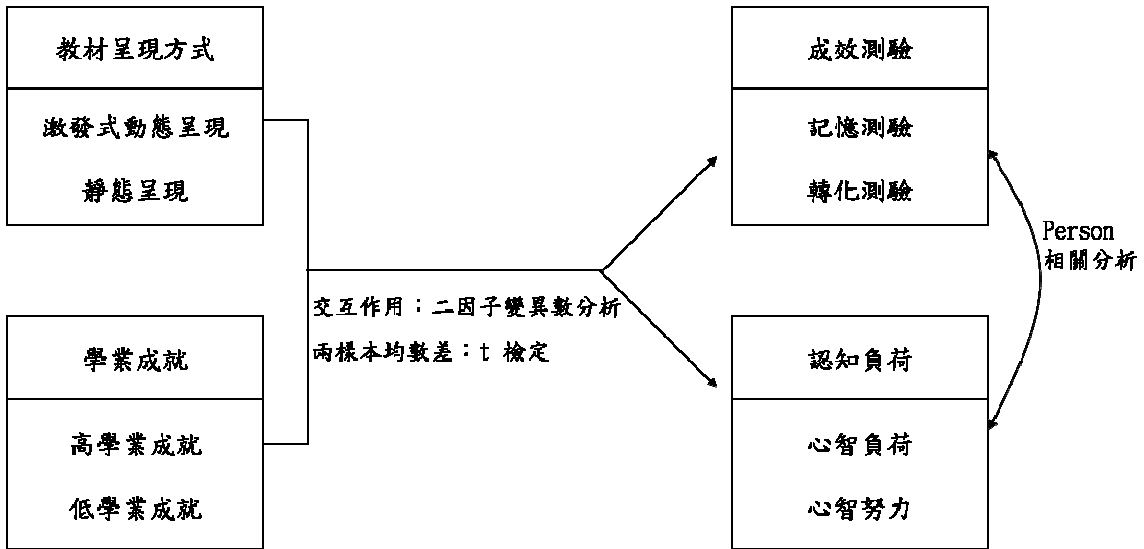 教材呈現方式
激發式動態呈現
靜態呈現
學業成就
高學業成就
低學業成就
交互作用：二因子變異數分析
兩樣本均數差：t 檢定
成效測驗
記憶測驗
轉化測驗
認知負荷
心智負荷
心智努力
Person
相關分析